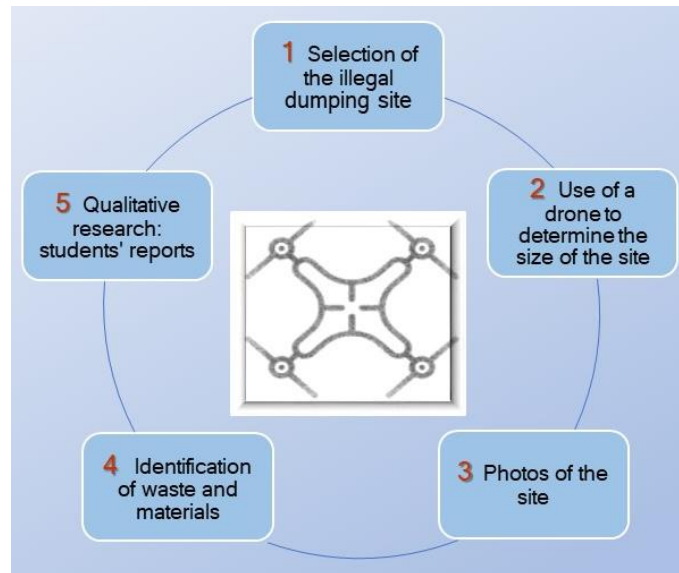 1 Selection of
the illegal
dumping site
2 Use of a
drone to
determine the
size of the site
3 Photos of the
site
4 Identification
of waste and
materials
5 Qualitative
research:
students' reports